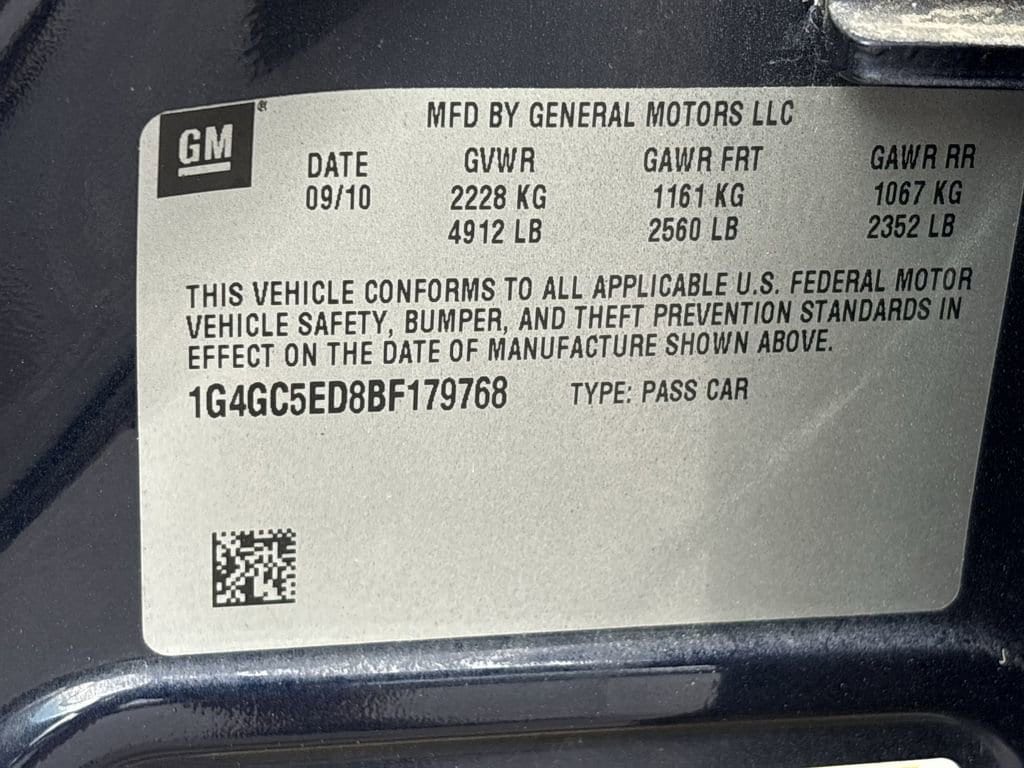 GM ®
MFD BY GENERAL MOTORS LLC
DATE GVWR GAWR FRT GAWR RR
09/10 2228 KG 1161 KG 1067 KG
4912 LB 2560 LB 2352 LB
THIS VEHICLE CONFORMS TO ALL APPLICABLE U.S. FEDERAL MOTOR
VEHICLE SAFETY, BUMPER, AND THEFT PREVENTION STANDARDS IN
EFFECT ON THE DATE OF MANUFACTURE SHOWN ABOVE.
1G4GC5ED8BF179768 TYPE: PASS CAR